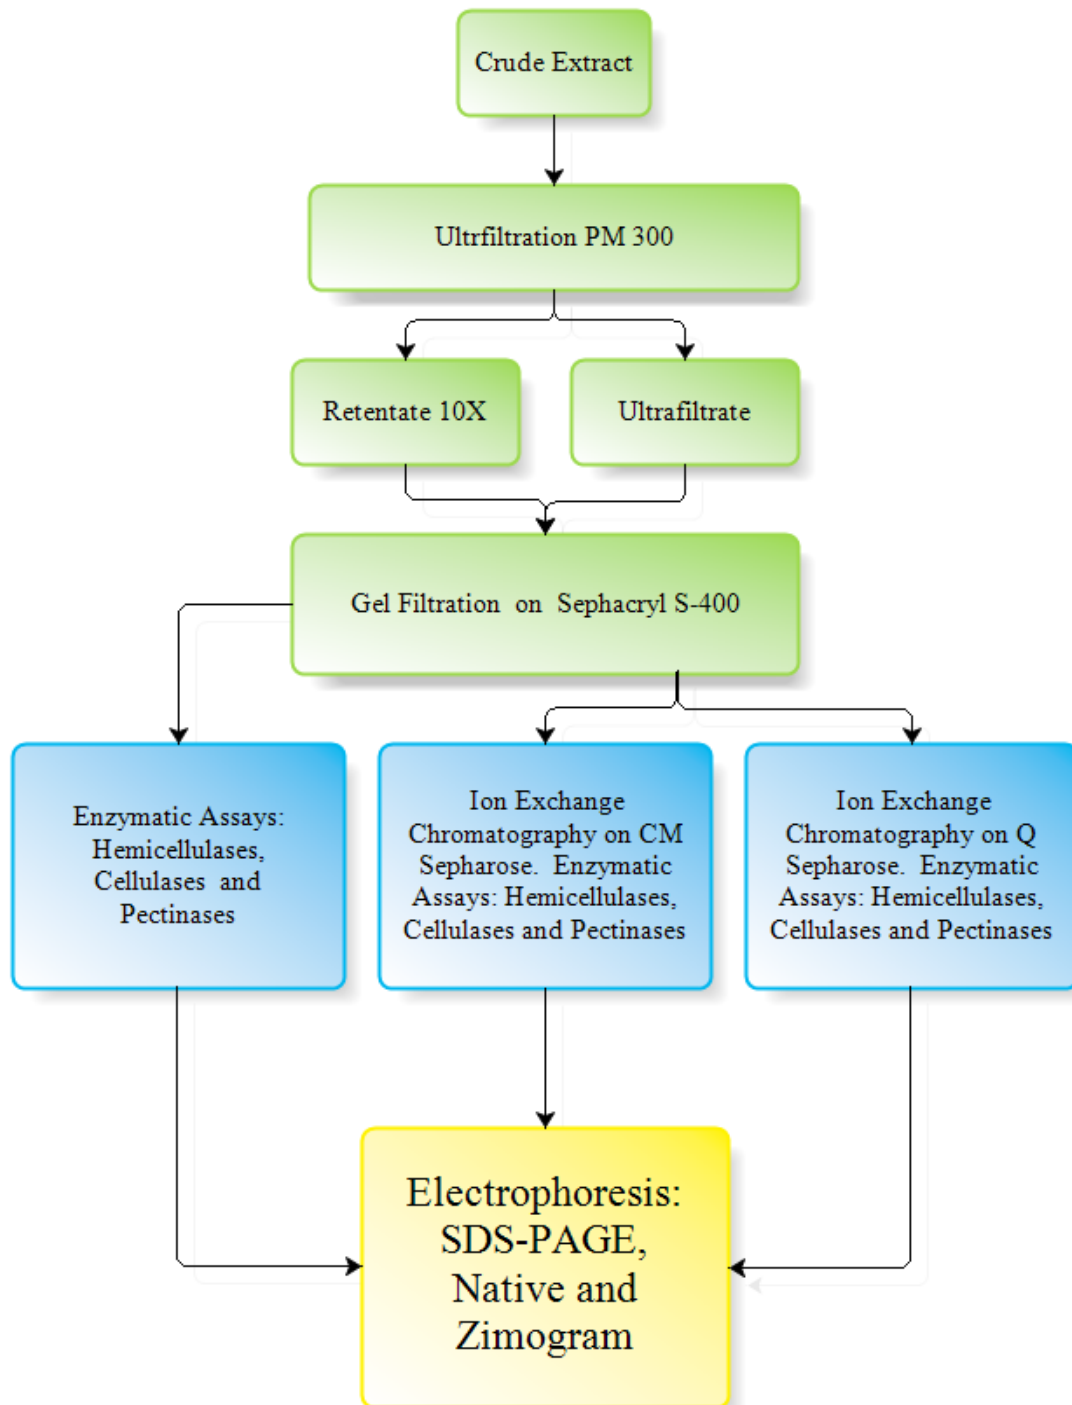 Crude Extract
Ultrfiltration PM 300
Retentate 10X
Ultrafiltrate
Gel Filtration on Sephacryl S-400
Enzymatic Assays:
Hemicellulases,
Cellulases and
Pectinases
Ion Exchange
Chromatography on CM
Sepharose. Enzymatic
Assays: Hemicellulases,
Cellulases and Pectinases
Ion Exchange
Chromatography on Q
Sepharose. Enzymatic
Assays: Hemicellulases,
Cellulases and Pectinases
Electrophoresis:
SDS-PAGE,
Native and
Zimogram